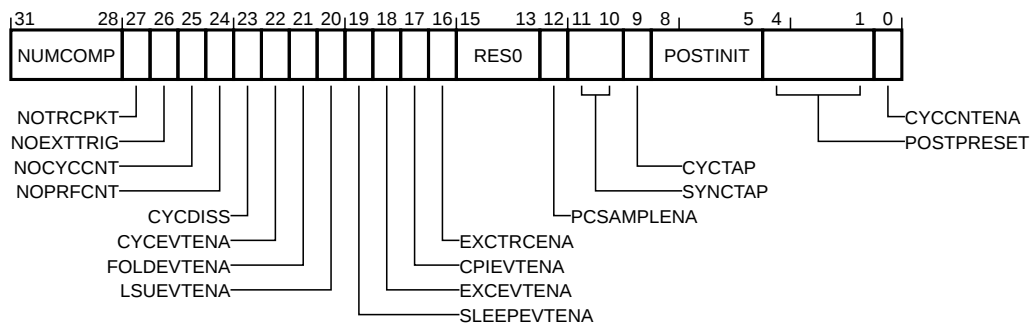 31 28 27 26 25 24 23 22 21 20 19 18 17 16 15 13 12 11 10 9 8 5 4 1 0
NUMCOMP RES0 POSTINIT
NOTRCPKT CYCCNTENA
NOEXTTRIG POSTPRESET
NOCYCCNT CYCTAP
NOPRFCNT SYNCTAP
CYCDISS PCSAMPLENA
CYCEVTENA EXCTRCENA
FOLDEVTENA CPIEVTENA
LSUEVTENA EXCEVTENA
SLEEPEVTENA